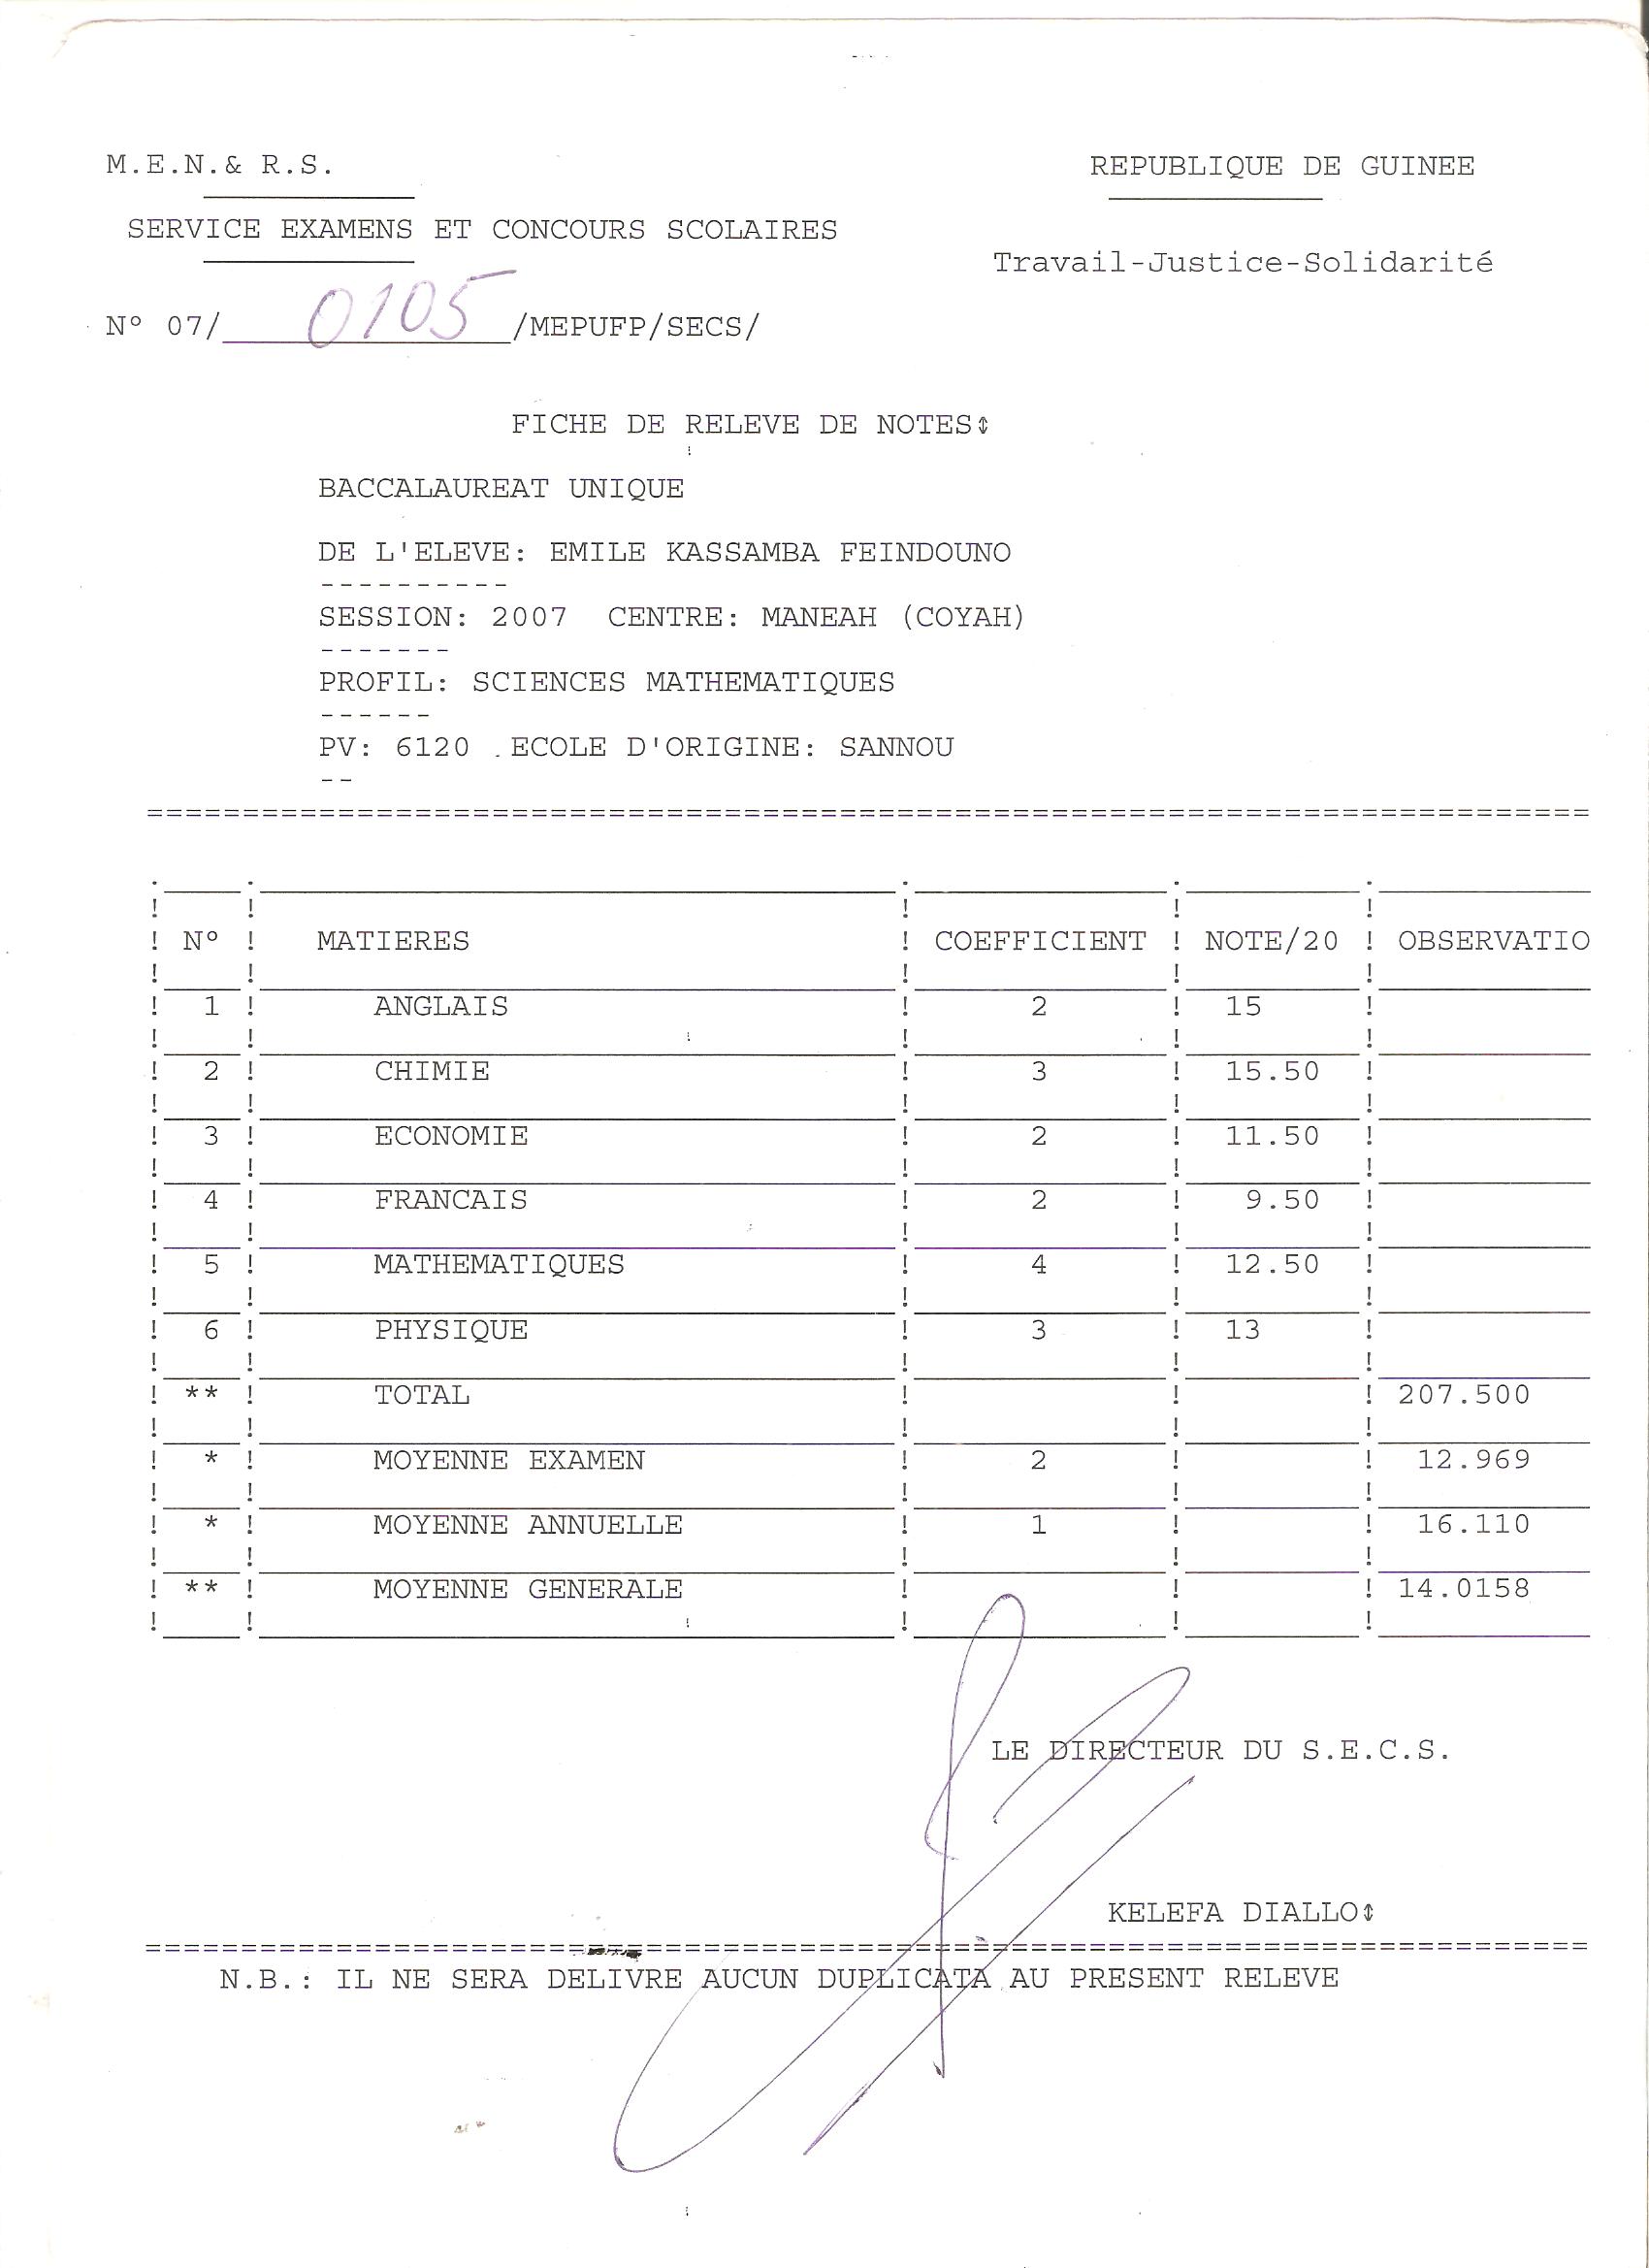 M.E.N.& R.S.
REPUBLIQUE DE GUINEE
SERVICE EXAMENS ET CONCOURS SCOLAIRES
Travail-Justice-Solidarité
N° 07/ 0105 /MEPUFP/SECS/
FICHE DE RELEVE DE NOTES⇕
BACCALAUREAT UNIQUE
DE L'ELEVE: EMILE KASSAMBA FEINDOUNO
SESSION: 2007 CENTRE: MANEAH (COYAH)
PROFIL: SCIENCES MATHEMATIQUES
PV: 6120 ECOLE D'ORIGINE: SANNOU
N° MATIERES COEFFICIENT NOTE/20 OBSERVATIO
1 ANGLAIS 2 15
2 CHIMIE 3 15.50
3 ECONOMIE 2 11.50
4 FRANCAIS 2 9.50
5 MATHEMATIQUES 4 12.50
6 PHYSIQUE 3 13
** TOTAL 207.500
* MOYENNE EXAMEN 2 12.969
* MOYENNE ANNUELLE 1 16.110
** MOYENNE GENERALE 14.0158
LE DIRECTEUR DU S.E.C.S.
KELEFA DIALLO⇕
N.B.: IL NE SERA DELIVRE AUCUN DUPLICATA AU PRESENT RELEVE